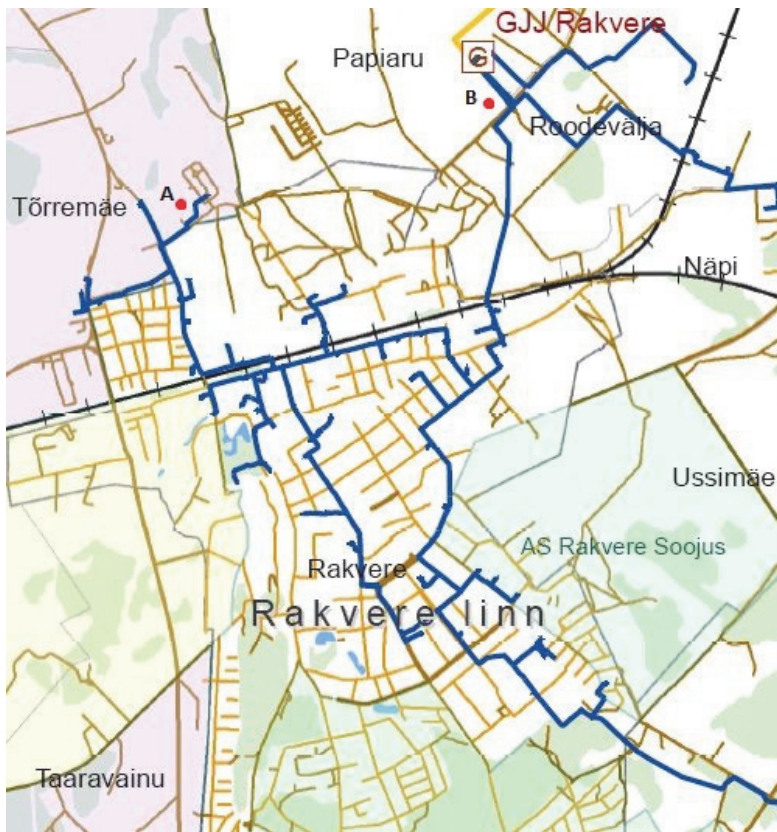 GJJ Rakvere
Papiaru
G
B
Roodevälja
A
Tõrremäe
Näpi
Ussimäe
AS Rakvere Soojus
Rakvere
Rakvere linn
Taaravainu